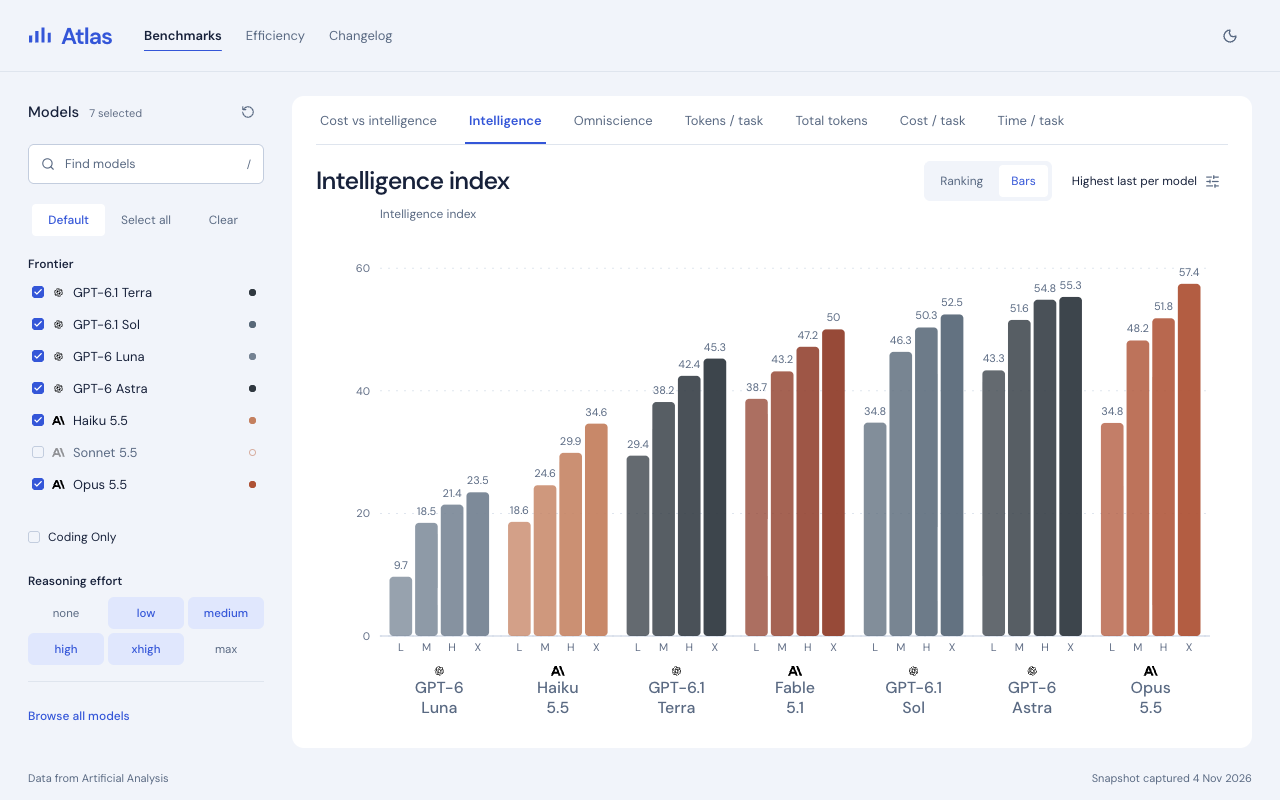 Atlas
Benchmarks
Efficiency
Changelog
Models
7 selected
Find models
/
Default
Select all
Clear
Frontier
GPT-6.1 Terra
GPT-6.1 Sol
GPT-6 Luna
GPT-6 Astra
Haiku 5.5
Sonnet 5.5
Opus 5.5
Coding Only
Reasoning effort
none
low
medium
high
xhigh
max
Browse all models
Cost vs intelligence
Intelligence
Omniscience
Tokens / task
Total tokens
Cost / task
Time / task
Intelligence index
Ranking
Bars
Highest last per model
Intelligence index
60
40
20
0
9.7
18.5
21.4
23.5
18.6
24.6
29.9
34.6
29.4
38.2
42.4
45.3
38.7
43.2
47.2
50
34.8
46.3
50.3
52.5
43.3
51.6
54.8
55.3
34.8
48.2
51.8
57.4
L M H X
L M H X
L M H X
L M H X
L M H X
L M H X
L M H X
GPT-6
Luna
Haiku
5.5
GPT-6.1
Terra
Fable
5.1
GPT-6.1
Sol
GPT-6
Astra
Opus
5.5
Data from Artificial Analysis
Snapshot captured 4 Nov 2026